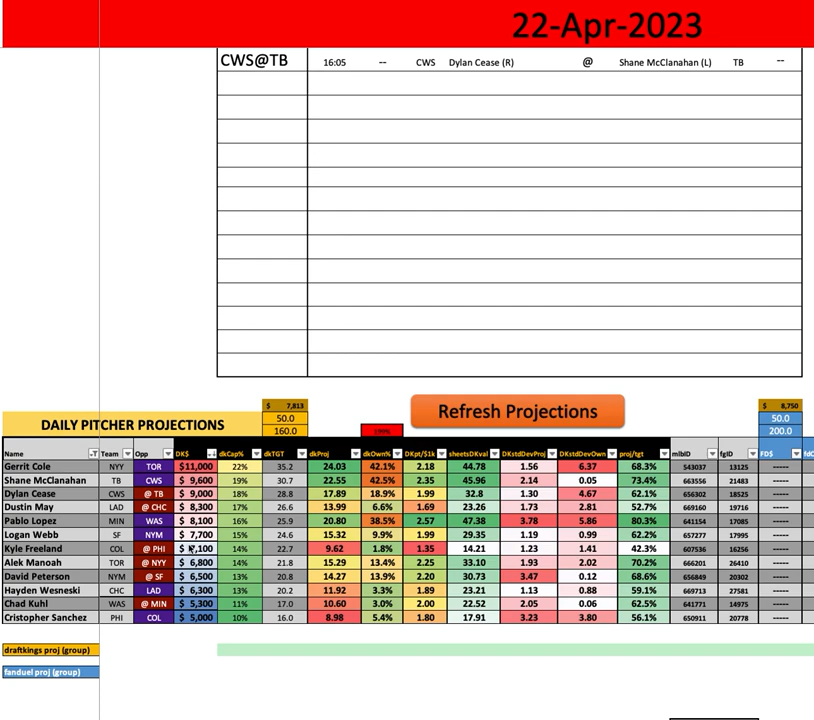 22-Apr-2023
CWS@TB 16:05 -- CWS Dylan Cease (R) @ Shane McClanahan (L) TB --
$ 7,813 $ 8,750
50.0 50.0
DAILY PITCHER PROJECTIONS 160.0 Refresh Projections 200.0
Name Team Opp DK$ dkCap% dkTGT dkProj dkOwn% DKpt/$1k sheetsDKval DKstdDevProj DKstdDevOwn proj/tgt mlbID fgID FD$
Gerrit Cole NYY TOR $11,000 22% 35.2 24.03 42.1% 2.18 44.78 1.56 6.37 68.3% 543037 13125 -----
Shane McClanahan TB CWS $ 9,600 19% 30.7 22.55 42.5% 2.35 45.96 2.14 0.05 73.4% 663556 21483 -----
Dylan Cease CWS @ TB $ 9,000 18% 28.8 17.89 18.9% 1.99 32.8 1.30 4.67 62.1% 656302 18525 -----
Dustin May LAD @ CHC $ 8,300 17% 26.6 13.99 6.6% 1.69 23.26 1.73 2.81 52.7% 669160 19716 -----
Pablo Lopez MIN WAS $ 8,100 16% 25.9 20.80 38.5% 2.57 47.38 3.78 5.86 80.3% 641154 17085 -----
Logan Webb SF NYM $ 7,700 15% 24.6 15.32 9.9% 1.99 29.35 1.19 0.99 62.2% 657277 17995 -----
Kyle Freeland COL @ PHI $ 7,100 14% 22.7 9.62 1.8% 1.35 14.21 1.23 1.41 42.3% 607536 16256 -----
Alek Manoah TOR @ NYY $ 6,800 14% 21.8 15.29 13.4% 2.25 33.10 1.93 2.02 70.2% 666201 26410 -----
David Peterson NYM @ SF $ 6,500 13% 20.8 14.27 13.9% 2.20 30.73 3.47 0.12 68.6% 656849 20302 -----
Hayden Wesneski CHC LAD $ 6,300 13% 20.2 11.92 3.3% 1.89 23.21 1.13 0.88 59.1% 669713 27581 -----
Chad Kuhl WAS @ MIN $ 5,300 11% 17.0 10.60 3.0% 2.00 22.52 2.05 0.06 62.5% 641771 14975 -----
Cristopher Sanchez PHI COL $ 5,000 10% 16.0 8.98 5.4% 1.80 17.91 3.23 3.80 56.1% 650911 20778 -----
draftkings proj (group)
fanduel proj (group)